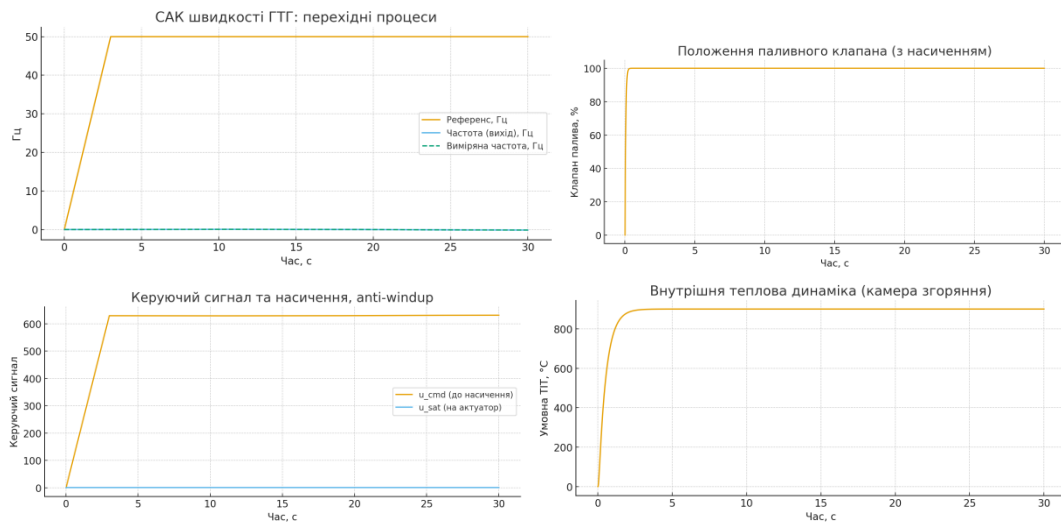 САК швидкості ГТГ: перехідні процеси
50
40
30
20
10
0
Гц
Референс, Гц
Частота (вихід), Гц
Виміряна частота, Гц
0 5 10 15 20 25 30
Час, с
Положення паливного клапана (з насиченням)
100
80
60
40
20
0
Клапан палива, %
0 5 10 15 20 25 30
Час, с
Керуючий сигнал та насичення, anti-windup
600
500
400
300
200
100
0
Керуючий сигнал
u_cmd (до насичення)
u_sat (на актуатор)
0 5 10 15 20 25 30
Час, с
Внутрішня теплова динаміка (камера згоряння)
800
600
400
200
0
Умовна TIT, °C
0 5 10 15 20 25 30
Час, с